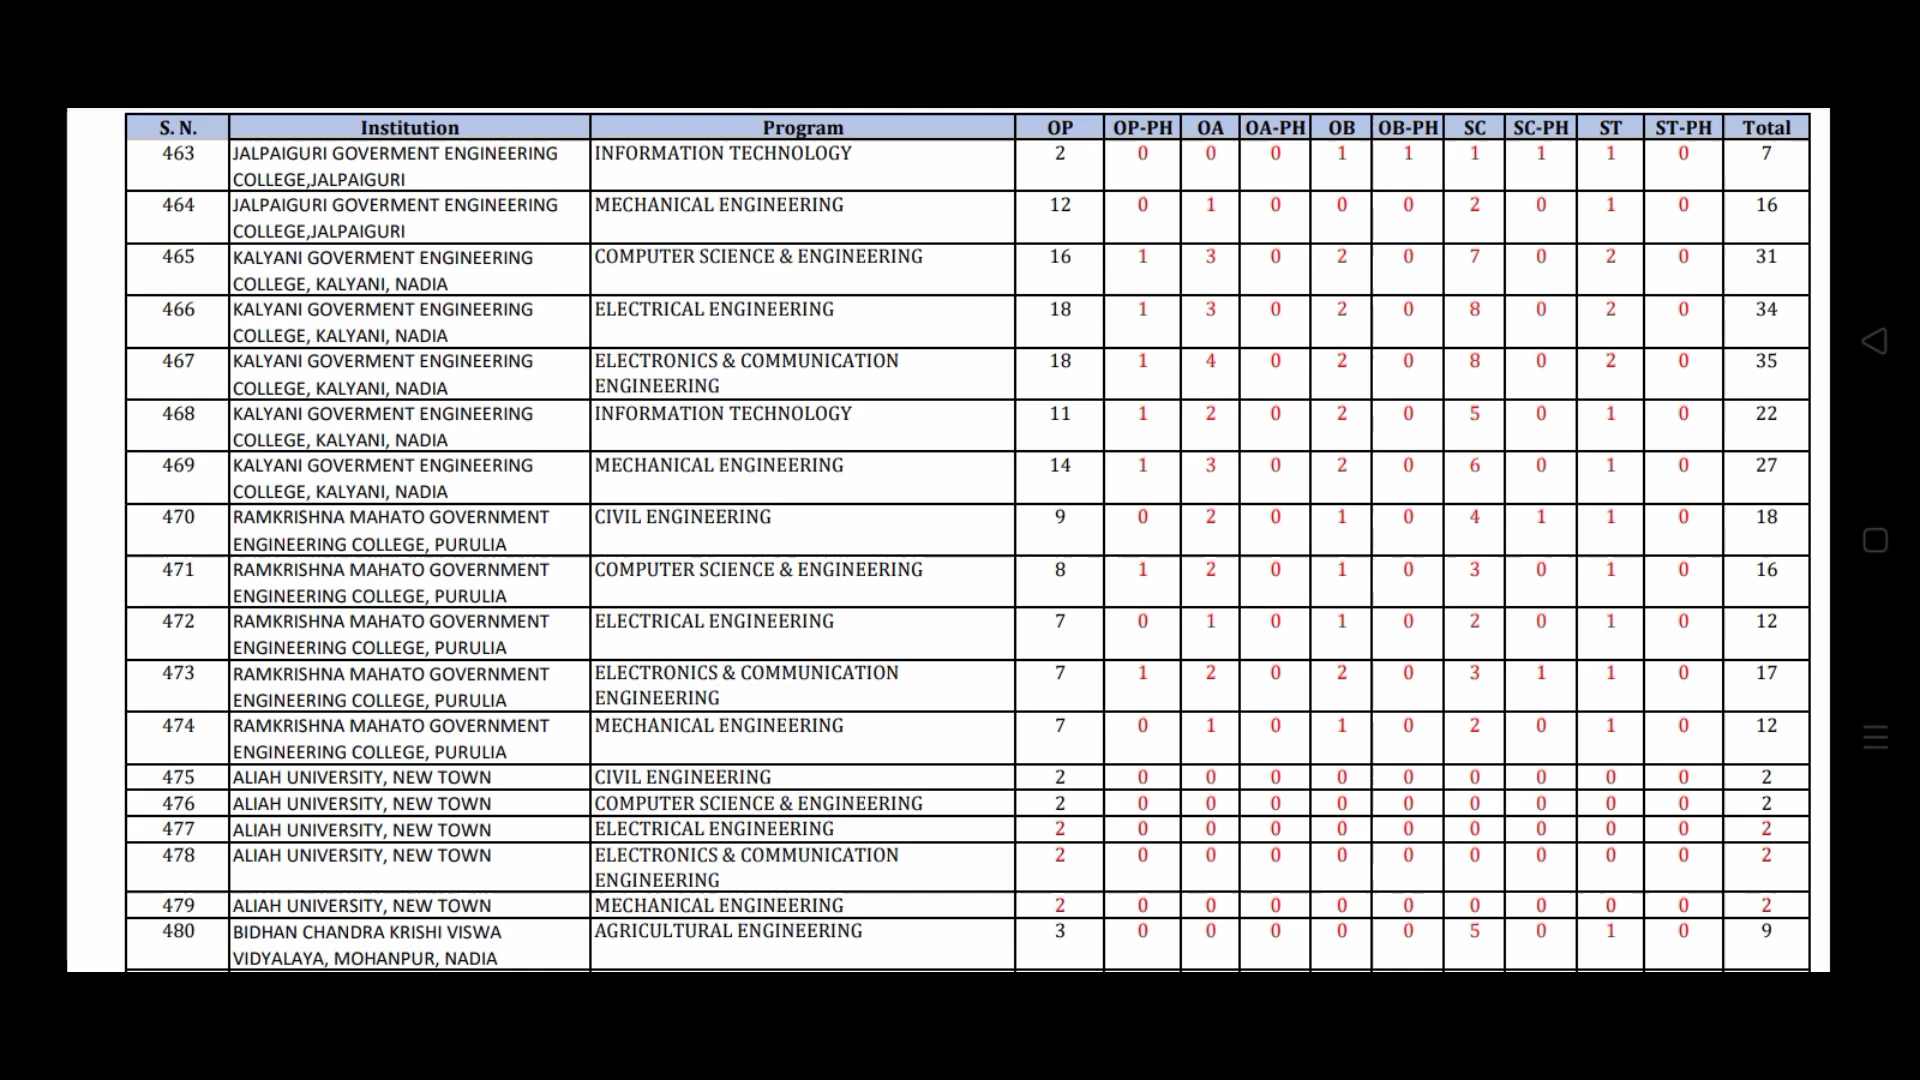 S. N. Institution Program OP OP-PH OA OA-PH OB OB-PH SC SC-PH ST ST-PH Total
463 JALPAIGURI GOVERMENT ENGINEERING INFORMATION TECHNOLOGY 2 0 0 0 1 1 1 1 1 0 7
COLLEGE,JALPAIGURI
464 JALPAIGURI GOVERMENT ENGINEERING MECHANICAL ENGINEERING 12 0 1 0 0 0 2 0 1 0 16
COLLEGE,JALPAIGURI
465 KALYANI GOVERMENT ENGINEERING COMPUTER SCIENCE & ENGINEERING 16 1 3 0 2 0 7 0 2 0 31
COLLEGE, KALYANI, NADIA
466 KALYANI GOVERMENT ENGINEERING ELECTRICAL ENGINEERING 18 1 3 0 2 0 8 0 2 0 34
COLLEGE, KALYANI, NADIA
467 KALYANI GOVERMENT ENGINEERING ELECTRONICS & COMMUNICATION 18 1 4 0 2 0 8 0 2 0 35
COLLEGE, KALYANI, NADIA ENGINEERING
468 KALYANI GOVERMENT ENGINEERING INFORMATION TECHNOLOGY 11 1 2 0 2 0 5 0 1 0 22
COLLEGE, KALYANI, NADIA
469 KALYANI GOVERMENT ENGINEERING MECHANICAL ENGINEERING 14 1 3 0 2 0 6 0 1 0 27
COLLEGE, KALYANI, NADIA
470 RAMKRISHNA MAHATO GOVERNMENT CIVIL ENGINEERING 9 0 2 0 1 0 4 1 1 0 18
ENGINEERING COLLEGE, PURULIA
471 RAMKRISHNA MAHATO GOVERNMENT COMPUTER SCIENCE & ENGINEERING 8 1 2 0 1 0 3 0 1 0 16
ENGINEERING COLLEGE, PURULIA
472 RAMKRISHNA MAHATO GOVERNMENT ELECTRICAL ENGINEERING 7 0 1 0 1 0 2 0 1 0 12
ENGINEERING COLLEGE, PURULIA
473 RAMKRISHNA MAHATO GOVERNMENT ELECTRONICS & COMMUNICATION 7 1 2 0 2 0 3 1 1 0 17
ENGINEERING COLLEGE, PURULIA ENGINEERING
474 RAMKRISHNA MAHATO GOVERNMENT MECHANICAL ENGINEERING 7 0 1 0 1 0 2 0 1 0 12
ENGINEERING COLLEGE, PURULIA
475 ALIAH UNIVERSITY, NEW TOWN CIVIL ENGINEERING 2 0 0 0 0 0 0 0 0 0 2
476 ALIAH UNIVERSITY, NEW TOWN COMPUTER SCIENCE & ENGINEERING 2 0 0 0 0 0 0 0 0 0 2
477 ALIAH UNIVERSITY, NEW TOWN ELECTRICAL ENGINEERING 2 0 0 0 0 0 0 0 0 0 2
478 ALIAH UNIVERSITY, NEW TOWN ELECTRONICS & COMMUNICATION 2 0 0 0 0 0 0 0 0 0 2
ENGINEERING
479 ALIAH UNIVERSITY, NEW TOWN MECHANICAL ENGINEERING 2 0 0 0 0 0 0 0 0 0 2
480 BIDHAN CHANDRA KRISHI VISWA AGRICULTURAL ENGINEERING 3 0 0 0 0 0 5 0 1 0 9
VIDYALAYA, MOHANPUR, NADIA